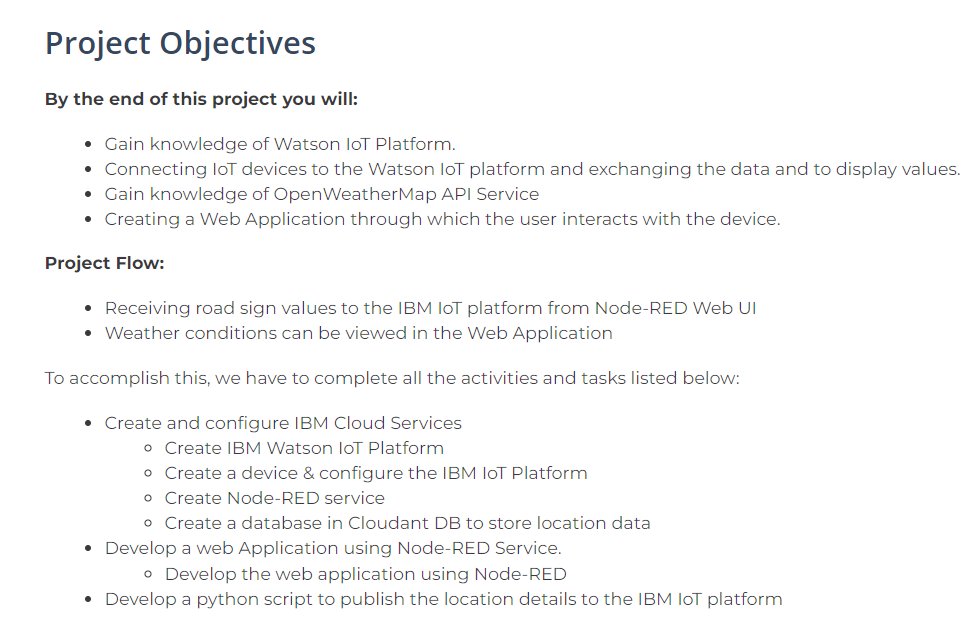 Project Objectives
By the end of this project you will:
Gain knowledge of Watson IoT Platform.
Connecting IoT devices to the Watson IoT platform and exchanging the data and to display values.
Gain knowledge of OpenWeatherMap API Service
Creating a Web Application through which the user interacts with the device.
Project Flow:
Receiving road sign values to the IBM IoT platform from Node-RED Web UI
Weather conditions can be viewed in the Web Application
To accomplish this, we have to complete all the activities and tasks listed below:
Create and configure IBM Cloud Services
Create IBM Watson IoT Platform
Create a device & configure the IBM IoT Platform
Create Node-RED service
Create a database in Cloudant DB to store location data
Develop a web Application using Node-RED Service.
Develop the web application using Node-RED
Develop a python script to publish the location details to the IBM IoT platform